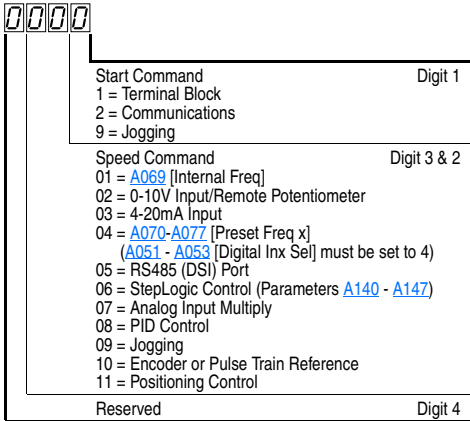 0000
Start Command Digit 1
1 = Terminal Block
2 = Communications
9 = Jogging
Speed Command Digit 3 & 2
01 = A069 [Internal Freq]
02 = 0-10V Input/Remote Potentiometer
03 = 4-20mA Input
04 = A070-A077 [Preset Freq x]
(A051 - A053 [Digital Inx Sel] must be set to 4)
05 = RS485 (DSI) Port
06 = StepLogic Control (Parameters A140 - A147)
07 = Analog Input Multiply
08 = PID Control
09 = Jogging
10 = Encoder or Pulse Train Reference
11 = Positioning Control
Reserved Digit 4